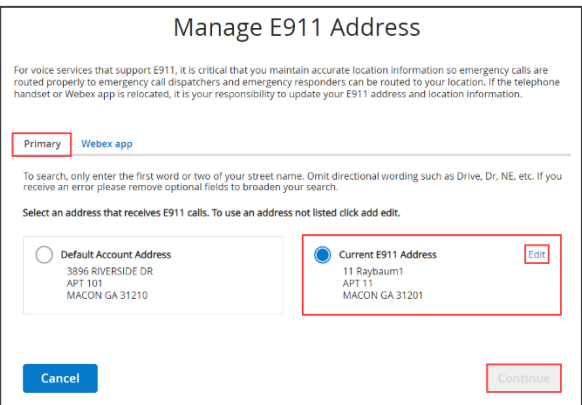 Manage E911 Address
For voice services that support E911, it is critical that you maintain accurate location information so emergency calls are
routed properly to emergency call dispatchers and emergency responders can be routed to your location. If the telephone
handset or Webex app is relocated, it is your responsibility to update your E911 address and location information.
Primary Webex app
To search, only enter the first word or two of your street name. Omit directional wording such as Drive, Dr, NE, etc. If you
receive an error please remove optional fields to broaden your search.
Select an address that receives E911 calls. To use an address not listed click add edit.
Default Account Address
3896 RIVERSIDE DR
APT 101
MACON GA 31210
Current E911 Address Edit
11 Raybaum1
APT 11
MACON GA 31201
Cancel Continue